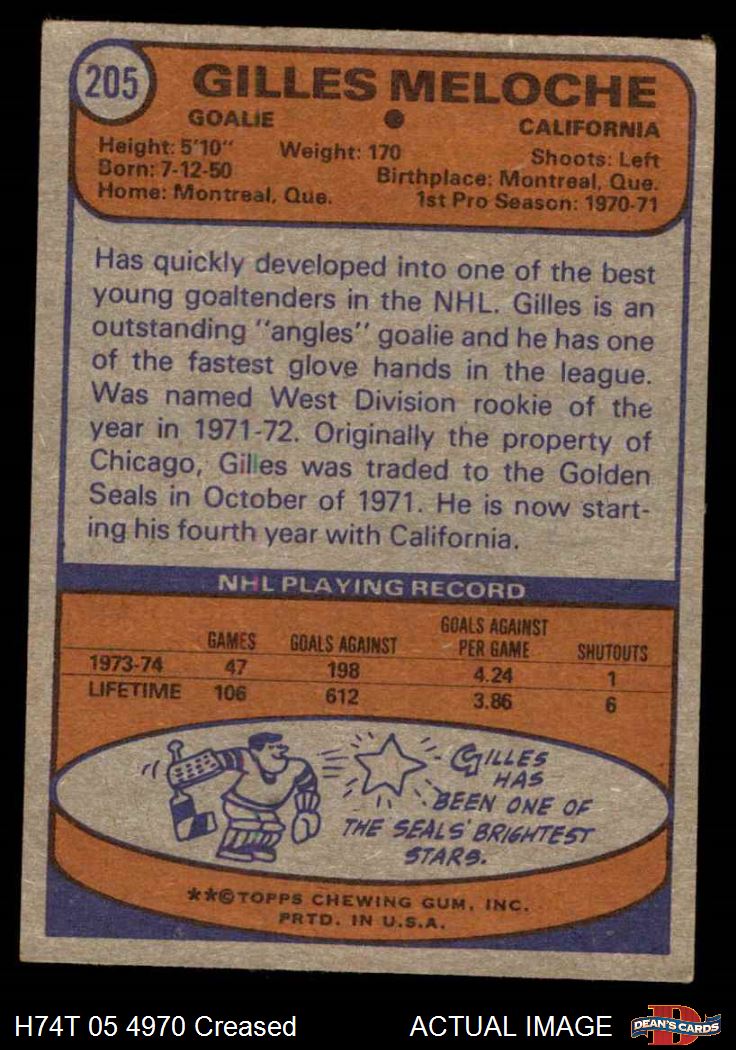 205
GILLES MELOCHE
GOALIE
CALIFORNIA
Height: 5'10" Weight: 170 Shoots: Left
Born: 7-12-50 Birthplace: Montreal, Que.
Home: Montreal, Que. 1st Pro Season: 1970-71
Has quickly developed into one of the best
young goaltenders in the NHL. Gilles is an
outstanding "angles" goalie and he has one
of the fastest glove hands in the league.
Was named West Division rookie of the
year in 1971-72. Originally the property of
Chicago, Gilles was traded to the Golden
Seals in October of 1971. He is now start-
ing his fourth year with California.
NHL PLAYING RECORD
GAMES GOALS AGAINST GOALS AGAINST PER GAME SHUTOUTS
1973-74 47 198 4.24 1
LIFETIME 106 612 3.86 6
GILLES
HAS
BEEN ONE OF
THE SEALS' BRIGHTEST
STARS.
**©TOPPS CHEWING GUM, INC.
PRTD. IN U.S.A.
H74T 05 4970 Creased ACTUAL IMAGE
D
DEAN'S CARDS